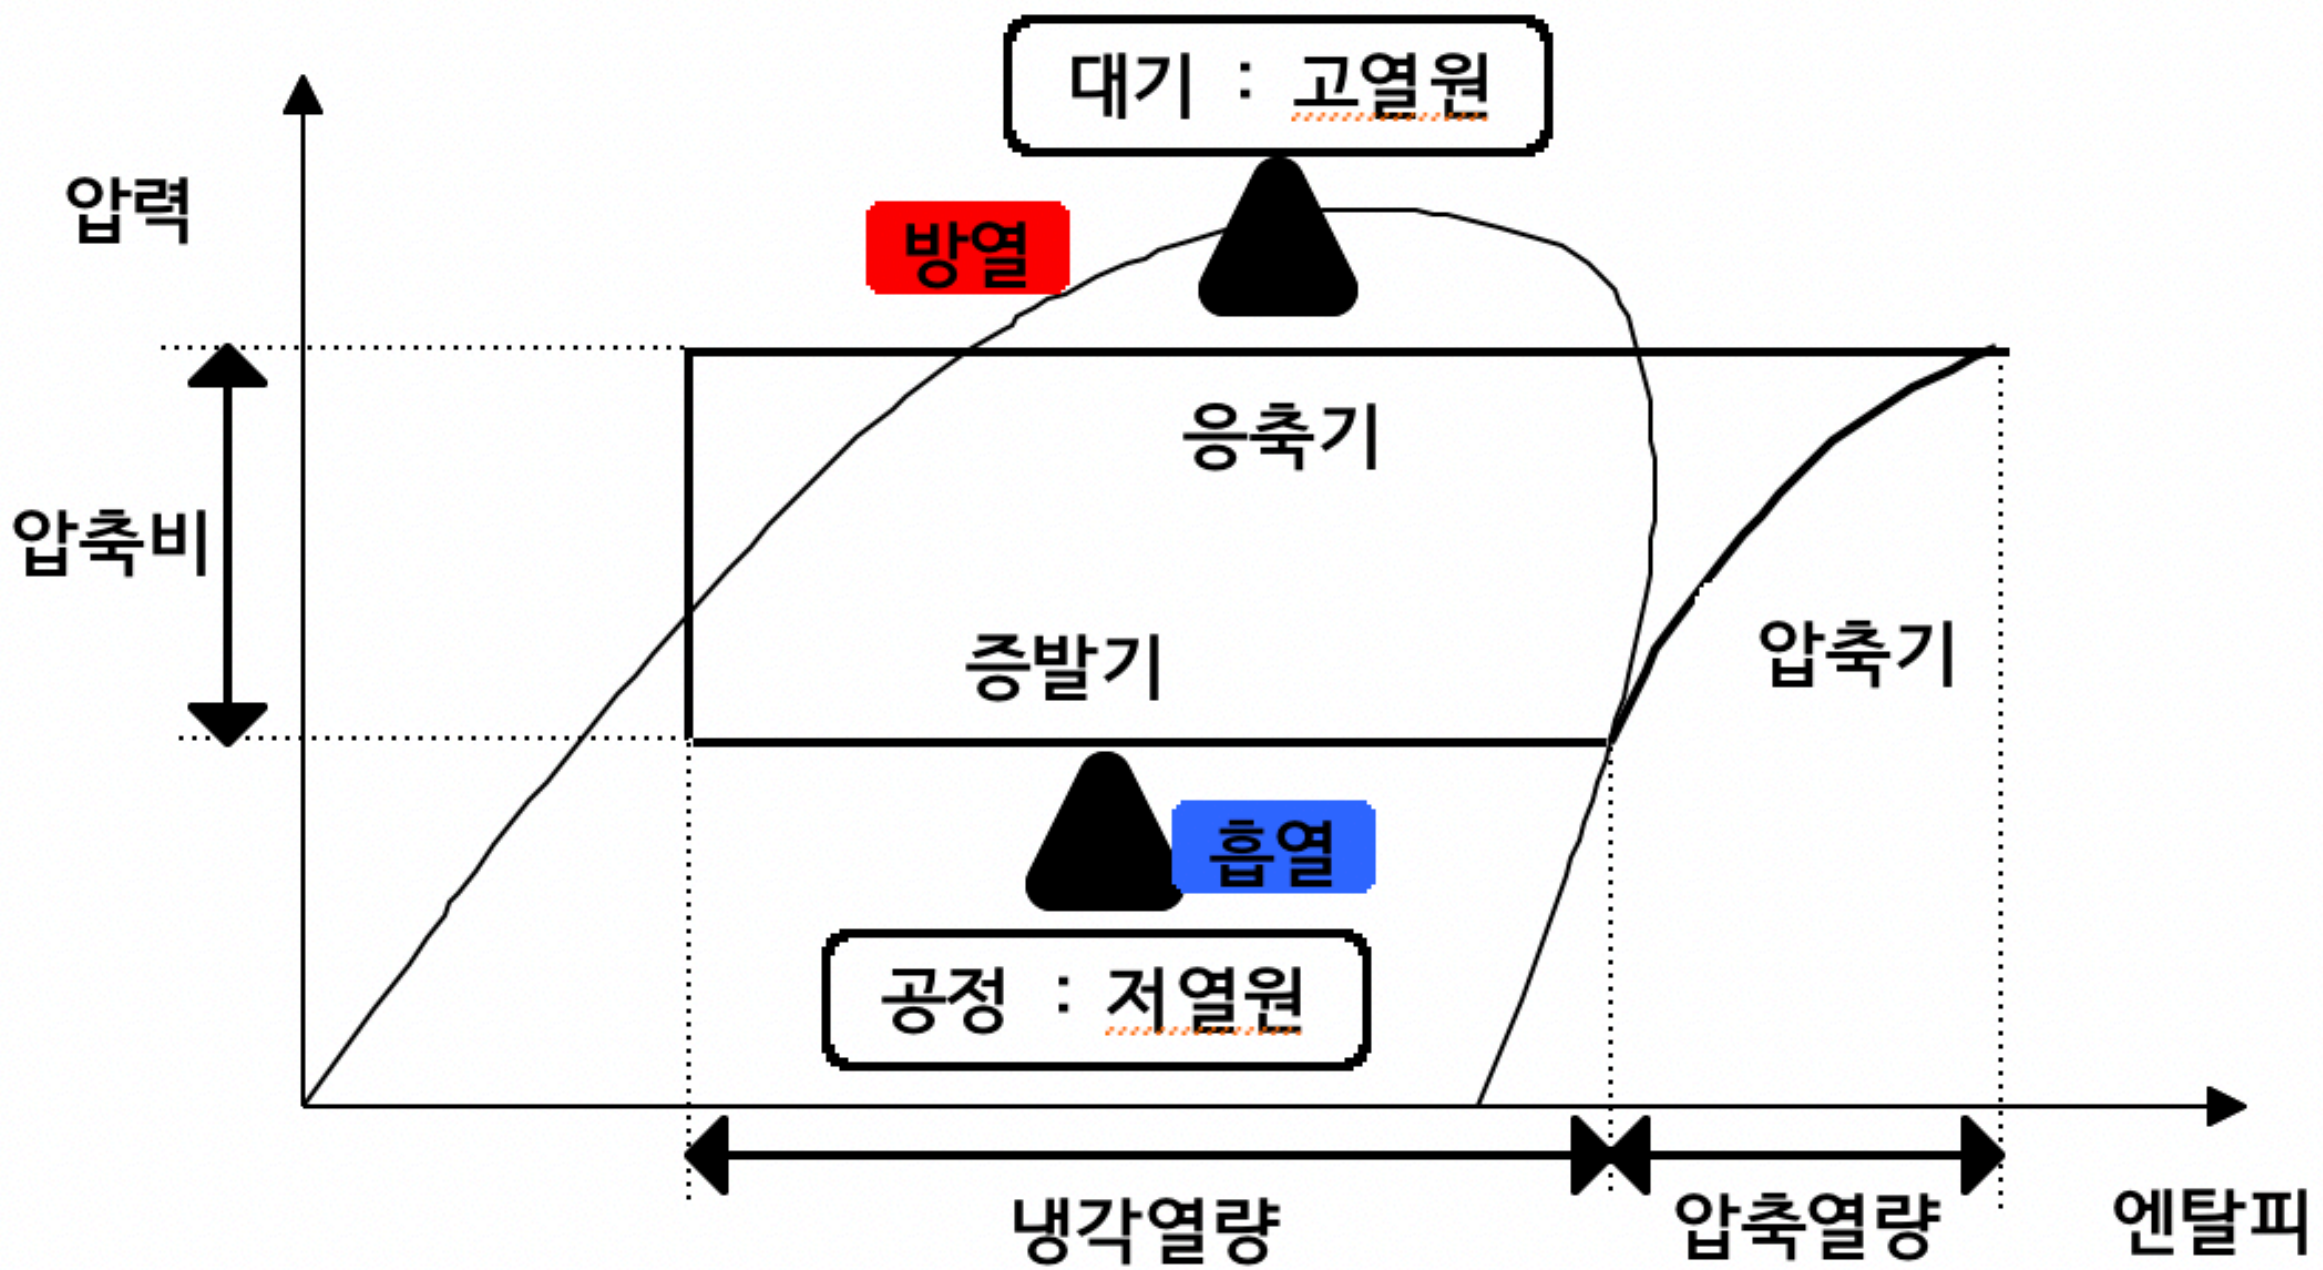 대기 : 고열원
압력
방열
응축기
압축비
증발기
압축기
흡열
공정 : 저열원
냉각열량
압축열량
엔탈피